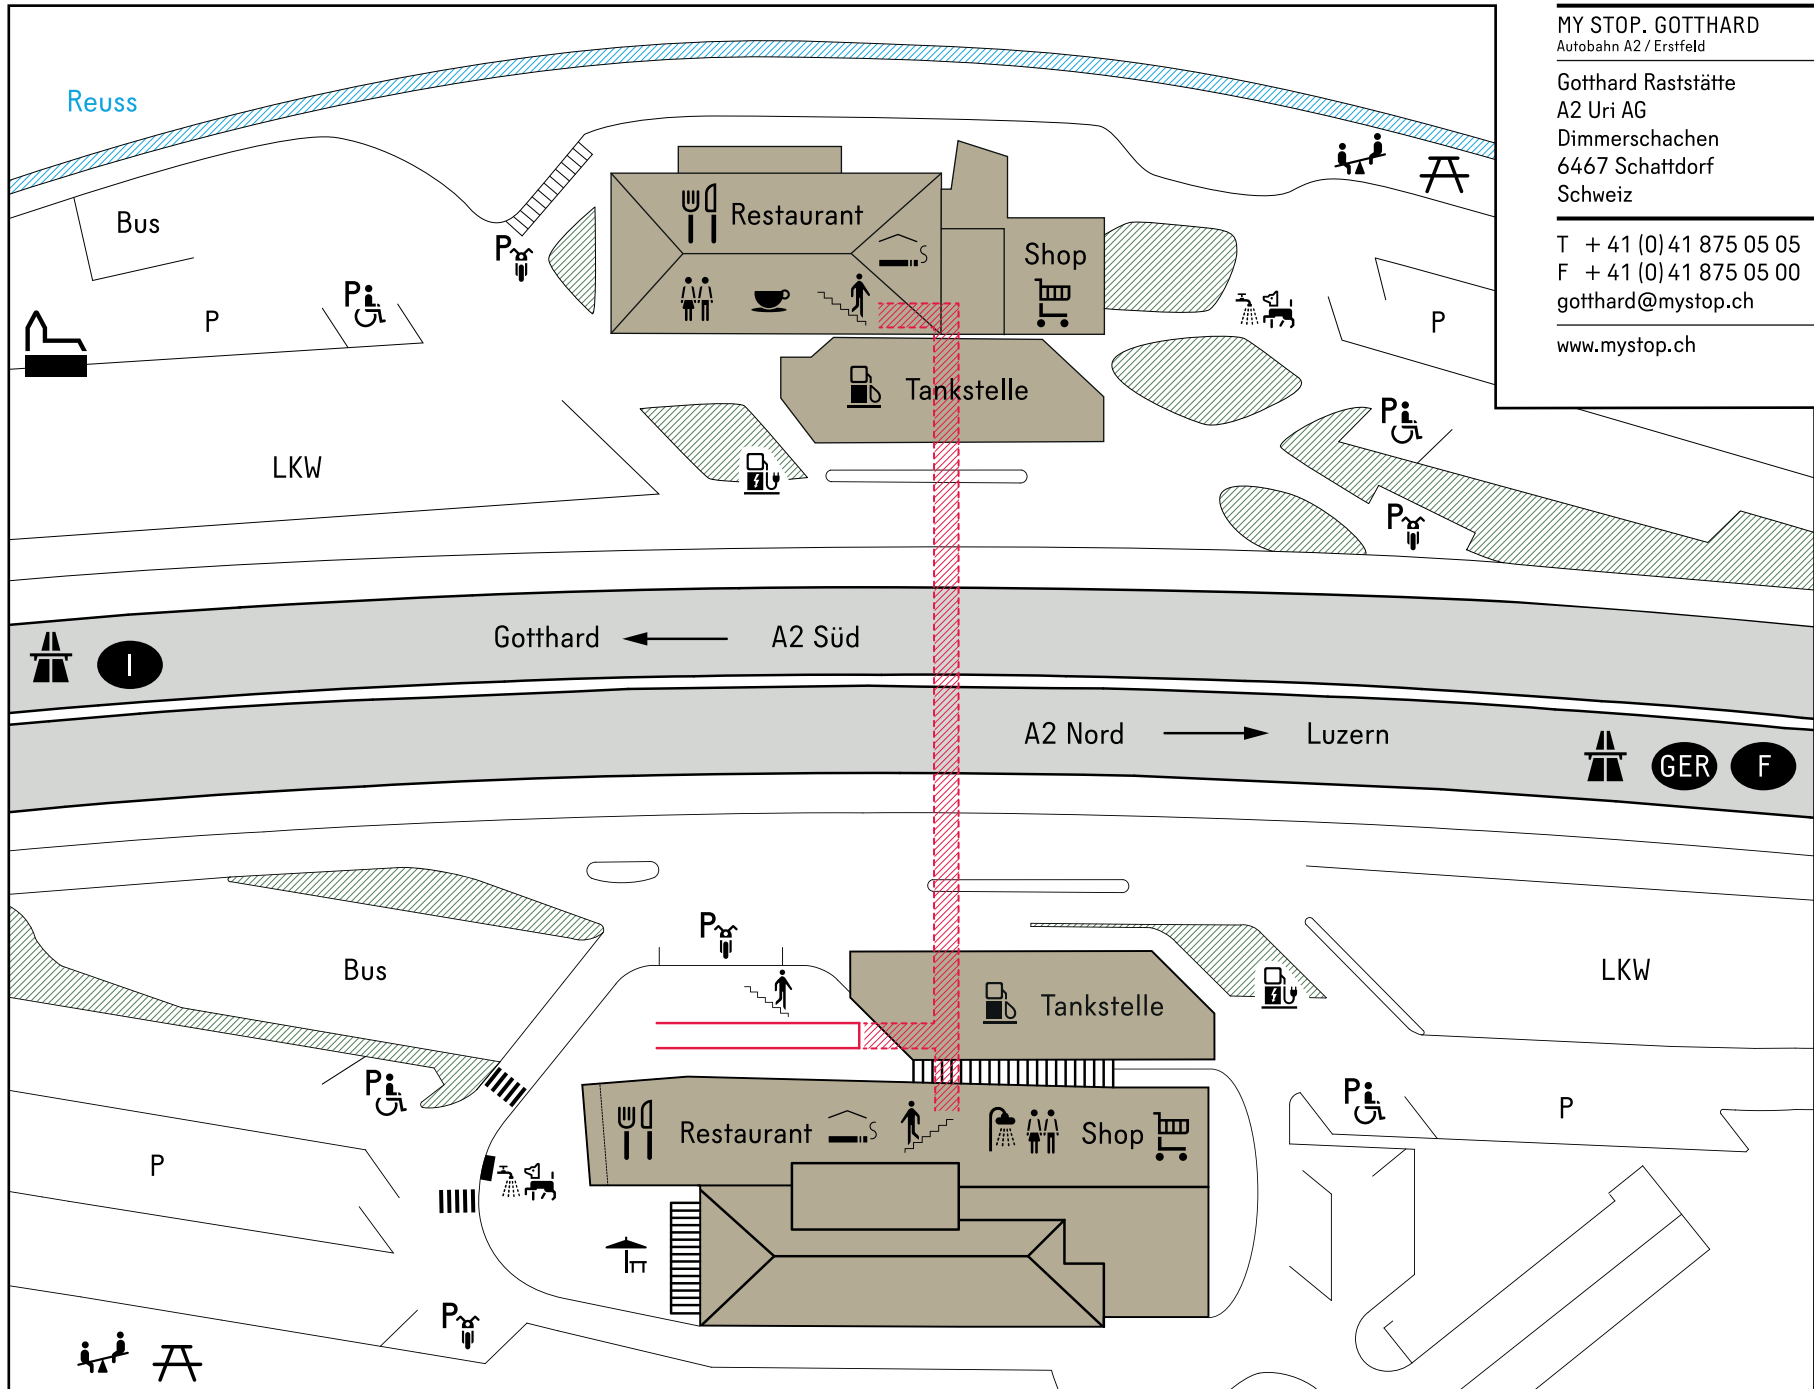 MY STOP. GOTTHARD
Autobahn A2 / Erstfeld
Gotthard Raststätte
A2 Uri AG
Dimmerschachen
6467 Schattdorf
Schweiz
T + 41 (0) 41 875 05 05
F + 41 (0) 41 875 05 00
gotthard@mystop.ch
www.mystop.ch
Reuss
Bus
P
P
P
Restaurant
Shop
P
Tankstelle
P
LKW
P
Gotthard
A2 Süd
I
A2 Nord
Luzern
GER
F
P
Bus
Tankstelle
LKW
P
P
P
Restaurant
Shop
P
P